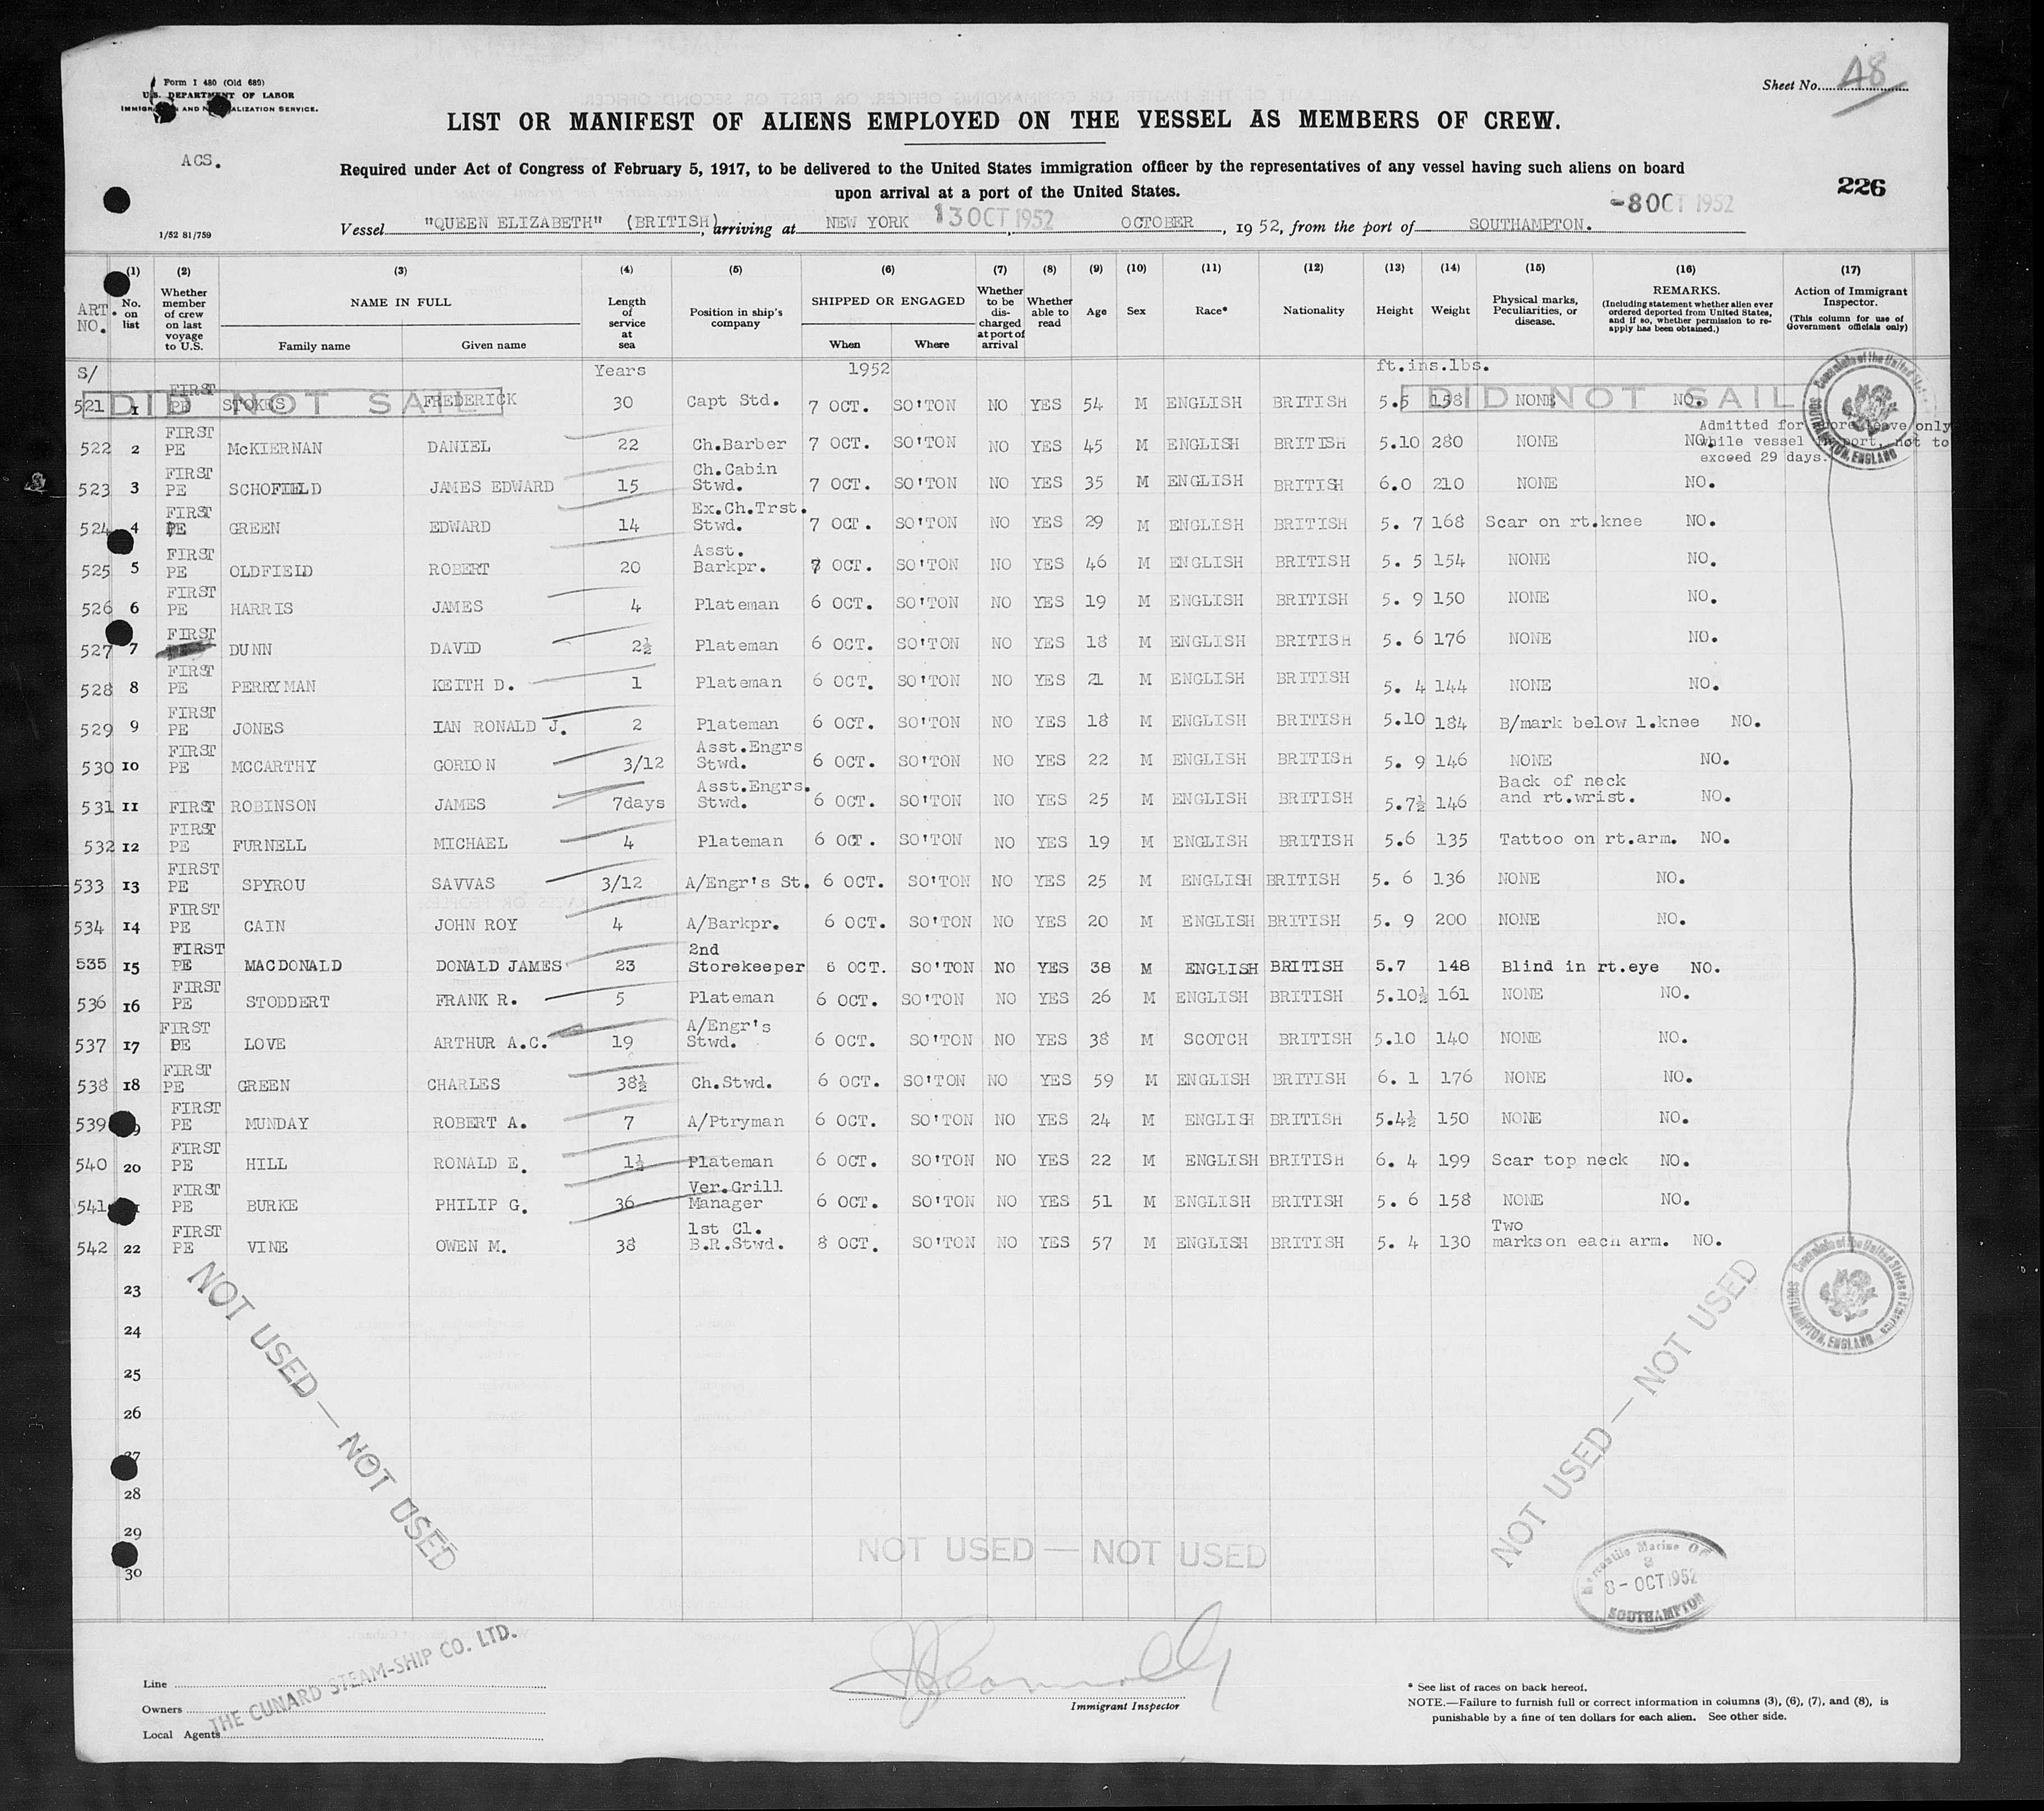 Form I 480 (Old 689)
U.S. DEPARTMENT OF LABOR
IMMIGRATION AND NATURALIZATION SERVICE.
Sheet No. 48
LIST OR MANIFEST OF ALIENS EMPLOYED ON THE VESSEL AS MEMBERS OF CREW.
ACS.
Required under Act of Congress of February 5, 1917, to be delivered to the United States immigration officer by the representatives of any vessel having such aliens on board
upon arrival at a port of the United States.
226
-8 OCT 1952
1/52 81/759
Vessel "QUEEN ELIZABETH" (BRITISH), arriving at NEW YORK 13 OCT 1952, OCTOBER, 1952, from the port of SOUTHAMPTON.
(1) (2) (3) (4) (5) (6) (7) (8) (9) (10) (11) (12) (13) (14) (15) (16) (17)
ART. NO. No. on list Whether member of crew on last voyage to U.S. NAME IN FULL Family name Given name Length of service at sea Position in ship's company SHIPPED OR ENGAGED When Where Whether to be discharged at port of arrival Whether able to read Age Sex Race* Nationality Height Weight Physical marks, Peculiarities, or disease. REMARKS. (Including statement whether alien ever ordered deported from United States, and if so, whether permission to reapply has been obtained.) Action of Immigrant Inspector. (This column for use of Government officials only)
S/ Years 1952 ft.ins.lbs.
521 1 FIRST PE STOKES FREDERICK 30 Capt Std. 7 OCT. SO'TON NO YES 54 M ENGLISH BRITISH 5.5 158 NONE NO.
DID NOT SAIL DID NOT SAIL
522 2 FIRST PE McKIERNAN DANIEL 22 Ch.Barber 7 OCT. SO'TON NO YES 45 M ENGLISH BRITISH 5.10 280 NONE NO.
Admitted for shore leave only
while vessel in port, not to
exceed 29 days.
523 3 FIRST PE SCHOFIELD JAMES EDWARD 15 Ch.Cabin Stwd. 7 OCT. SO'TON NO YES 35 M ENGLISH BRITISH 6.0 210 NONE NO.
524 4 FIRST PE GREEN EDWARD 14 Ex.Ch.Trst. Stwd. 7 OCT. SO'TON NO YES 29 M ENGLISH BRITISH 5. 7 168 Scar on rt.knee NO.
525 5 FIRST PE OLDFIELD ROBERT 20 Asst. Barkpr. 7 OCT. SO'TON NO YES 46 M ENGLISH BRITISH 5. 5 154 NONE NO.
526 6 FIRST PE HARRIS JAMES 4 Plateman 6 OCT. SO'TON NO YES 19 M ENGLISH BRITISH 5. 9 150 NONE NO.
527 7 FIRST DUNN DAVID 2½ Plateman 6 OCT. SO'TON NO YES 18 M ENGLISH BRITISH 5. 6 176 NONE NO.
528 8 FIRST PE PERRYMAN KEITH D. 1 Plateman 6 OCT. SO'TON NO YES 21 M ENGLISH BRITISH 5. 4 144 NONE NO.
529 9 FIRST PE JONES IAN RONALD J. 2 Plateman 6 OCT. SO'TON NO YES 18 M ENGLISH BRITISH 5.10 184 B/mark below l.knee NO.
530 10 FIRST PE MCCARTHY GORDON 3/12 Asst.Engrs Stwd. 6 OCT. SO'TON NO YES 22 M ENGLISH BRITISH 5. 9 146 NONE NO.
531 11 FIRST ROBINSON JAMES 7days Asst.Engrs. Stwd. 6 OCT. SO'TON NO YES 25 M ENGLISH BRITISH 5.7½ 146 Back of neck and rt.wrist. NO.
532 12 FIRST PE FURNELL MICHAEL 4 Plateman 6 OCT. SO'TON NO YES 19 M ENGLISH BRITISH 5.6 135 Tattoo on rt.arm. NO.
533 13 FIRST PE SPYROU SAVVAS 3/12 A/Engr's St. 6 OCT. SO'TON NO YES 25 M ENGLISH BRITISH 5. 6 136 NONE NO.
534 14 FIRST PE CAIN JOHN ROY 4 A/Barkpr. 6 OCT. SO'TON NO YES 20 M ENGLISH BRITISH 5. 9 200 NONE NO.
535 15 FIRST PE MACDONALD DONALD JAMES 23 2nd Storekeeper 6 OCT. SO'TON NO YES 38 M ENGLISH BRITISH 5.7 148 Blind in rt.eye NO.
536 16 FIRST PE STODDERT FRANK R. 5 Plateman 6 OCT. SO'TON NO YES 26 M ENGLISH BRITISH 5.10½ 161 NONE NO.
537 17 FIRST PE LOVE ARTHUR A.C. 19 A/Engr's Stwd. 6 OCT. SO'TON NO YES 38 M SCOTCH BRITISH 5.10 140 NONE NO.
538 18 FIRST PE GREEN CHARLES 38½ Ch.Stwd. 6 OCT. SO'TON NO YES 59 M ENGLISH BRITISH 6. 1 176 NONE NO.
539 9 FIRST PE MUNDAY ROBERT A. 7 A/Ptryman 6 OCT. SO'TON NO YES 24 M ENGLISH BRITISH 5.4½ 150 NONE NO.
540 20 FIRST PE HILL RONALD E. 1½ Plateman 6 OCT. SO'TON NO YES 22 M ENGLISH BRITISH 6. 4 199 Scar top neck NO.
541 1 FIRST PE BURKE PHILIP G. 36 Ver.Grill Manager 6 OCT. SO'TON NO YES 51 M ENGLISH BRITISH 5. 6 158 NONE NO.
542 22 FIRST PE VINE OWEN M. 38 1st Cl. B.R.Stwd. 8 OCT. SO'TON NO YES 57 M ENGLISH BRITISH 5. 4 130 Two marks on each arm. NO.
Consulate of the United States SOUTHAMPTON, ENGLAND
Consulate of the United States of America SOUTHAMPTON, ENGLAND
23
24
25
26
27
28
29
30
NOT USED — NOT USED
NOT USED — NOT USED
NOT USED — NOT USED
Mercantile Marine
8 - OCT 1952
SOUTHAMPTON
Line
Owners
Local Agents
THE CUNARD STEAM-SHIP CO. LTD.
Immigrant Inspector
* See list of races on back hereof.
NOTE.—Failure to furnish full or correct information in columns (3), (6), (7), and (8), is
punishable by a fine of ten dollars for each alien. See other side.